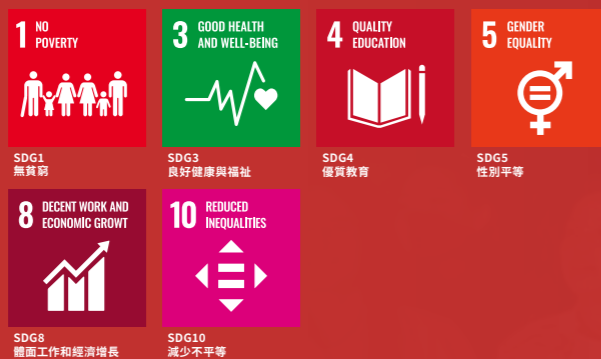 1 NO
POVERTY
SDG1
無貧窮
3 GOOD HEALTH
AND WELL-BEING
SDG3
良好健康與福祉
4 QUALITY
EDUCATION
SDG4
優質教育
5 GENDER
EQUALITY
SDG5
性別平等
8 DECENT WORK AND
ECONOMIC GROWT
SDG8
體面工作和經濟增長
10 REDUCED
INEQUALITIES
SDG10
減少不平等